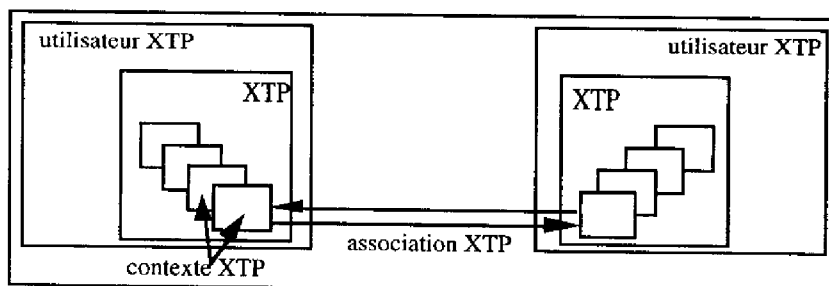 utilisateur XTP
utilisateur XTP
XTP
XTP
association XTP
contexte XTP